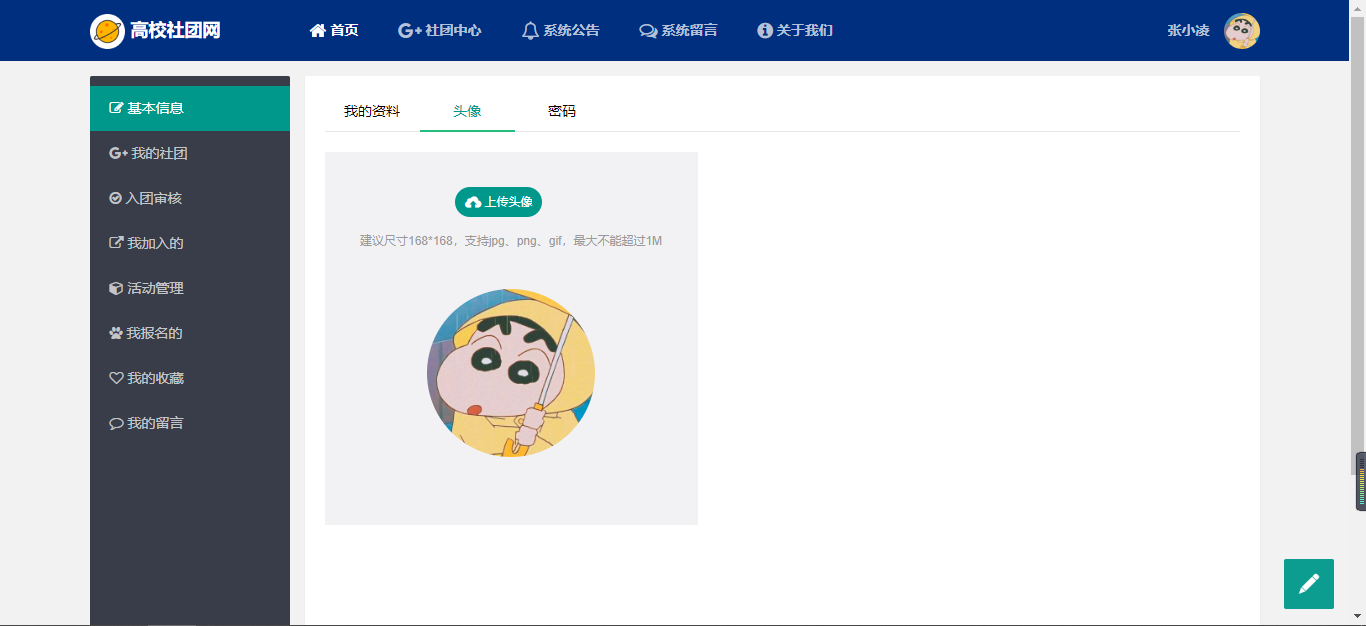 高校社团网
首页
G+ 社团中心
系统公告
系统留言
关于我们
张小凌
基本信息
G+ 我的社团
入团审核
我加入的
活动管理
我报名的
我的收藏
我的留言
我的资料
头像
密码
上传头像
建议尺寸168*168，支持jpg、png、gif，最大不能超过1M